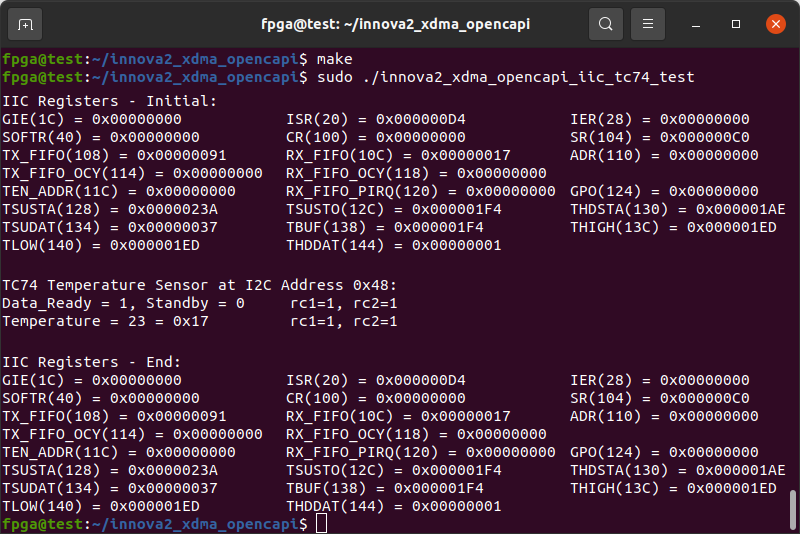 fpga@test: ~/innova2_xdma_opencapi
fpga@test:~/innova2_xdma_opencapi$ make
fpga@test:~/innova2_xdma_opencapi$ sudo ./innova2_xdma_opencapi_iic_tc74_test
IIC Registers - Initial:
GIE(1C) = 0x00000000 ISR(20) = 0x000000D4 IER(28) = 0x00000000
SOFTR(40) = 0x00000000 CR(100) = 0x00000000 SR(104) = 0x000000C0
TX_FIFO(108) = 0x00000091 RX_FIFO(10C) = 0x00000017 ADR(110) = 0x00000000
TX_FIFO_OCY(114) = 0x00000000 RX_FIFO_OCY(118) = 0x00000000
TEN_ADDR(11C) = 0x00000000 RX_FIFO_PIRQ(120) = 0x00000000 GPO(124) = 0x00000000
TSUSTA(128) = 0x0000023A TSUSTO(12C) = 0x000001F4 THDSTA(130) = 0x000001AE
TSUDAT(134) = 0x00000037 TBUF(138) = 0x000001F4 THIGH(13C) = 0x000001ED
TLOW(140) = 0x000001ED THDDAT(144) = 0x00000001
TC74 Temperature Sensor at I2C Address 0x48:
Data_Ready = 1, Standby = 0 rc1=1, rc2=1
Temperature = 23 = 0x17 rc1=1, rc2=1
IIC Registers - End:
GIE(1C) = 0x00000000 ISR(20) = 0x000000D4 IER(28) = 0x00000000
SOFTR(40) = 0x00000000 CR(100) = 0x00000000 SR(104) = 0x000000C0
TX_FIFO(108) = 0x00000091 RX_FIFO(10C) = 0x00000017 ADR(110) = 0x00000000
TX_FIFO_OCY(114) = 0x00000000 RX_FIFO_OCY(118) = 0x00000000
TEN_ADDR(11C) = 0x00000000 RX_FIFO_PIRQ(120) = 0x00000000 GPO(124) = 0x00000000
TSUSTA(128) = 0x0000023A TSUSTO(12C) = 0x000001F4 THDSTA(130) = 0x000001AE
TSUDAT(134) = 0x00000037 TBUF(138) = 0x000001F4 THIGH(13C) = 0x000001ED
TLOW(140) = 0x000001ED THDDAT(144) = 0x00000001
fpga@test:~/innova2_xdma_opencapi$